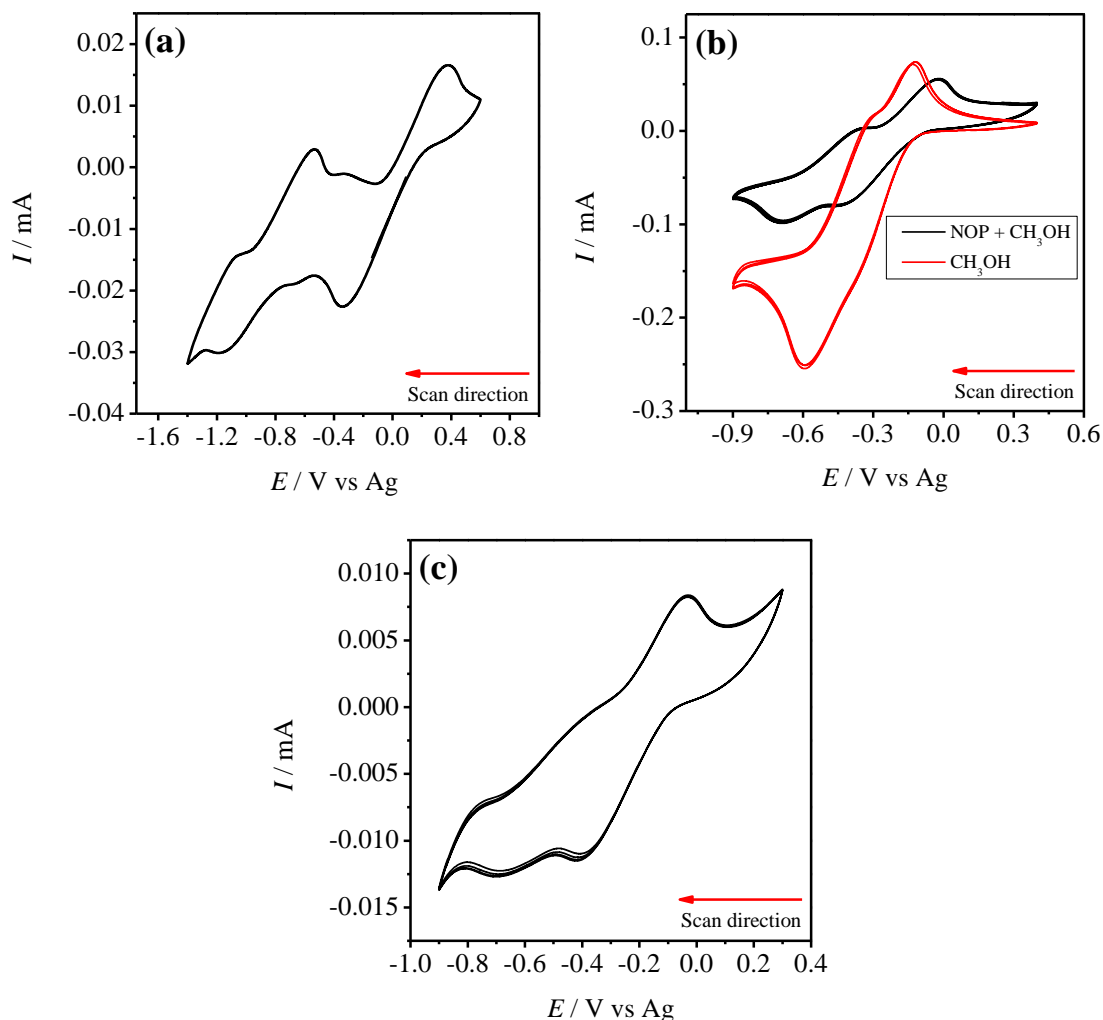 (a)
0.02
0.01
0.00
-0.01
-0.02
-0.03
-0.04
I / mA
-1.6 -1.2 -0.8 -0.4 0.0 0.4 0.8
E / V vs Ag
Scan direction
(b)
0.1
0.0
-0.1
-0.2
-0.3
I / mA
NOP + CH₃OH
CH₃OH
Scan direction
-0.9 -0.6 -0.3 0.0 0.3 0.6
E / V vs Ag
(c)
0.010
0.005
0.000
-0.005
-0.010
-0.015
I / mA
Scan direction
-1.0 -0.8 -0.6 -0.4 -0.2 0.0 0.2 0.4
E / V vs Ag